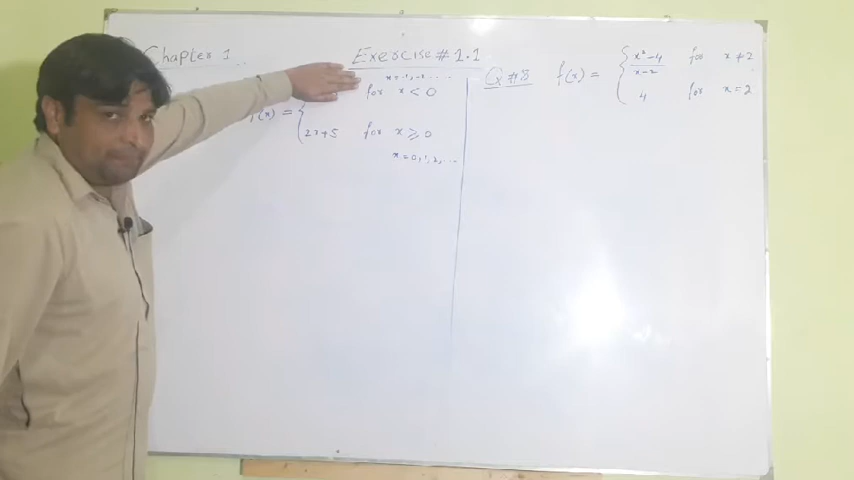 Chapter 1
Exercise # 1.1
x = -1, -2 ....
for x < 0
f(x) =
2x+5 for x ⩾ 0
x = 0, 1, 2, ...
Q # 8 f(x) = { x² - 4 / x - 2 for x ≠ 2
4 for x = 2